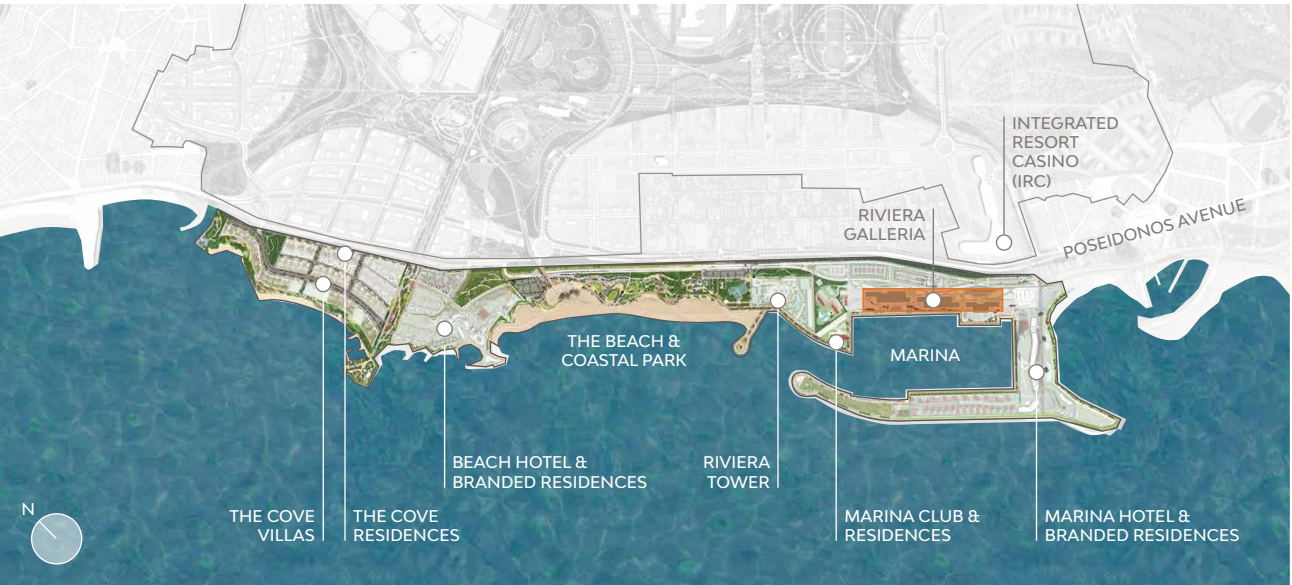 INTEGRATED
RESORT
CASINO
(IRC)
RIVIERA
GALLERIA
POSEIDONOS AVENUE
THE BEACH &
COASTAL PARK
MARINA
BEACH HOTEL &
BRANDED RESIDENCES
RIVIERA
TOWER
N
THE COVE
VILLAS
THE COVE
RESIDENCES
MARINA CLUB &
RESIDENCES
MARINA HOTEL &
BRANDED RESIDENCES